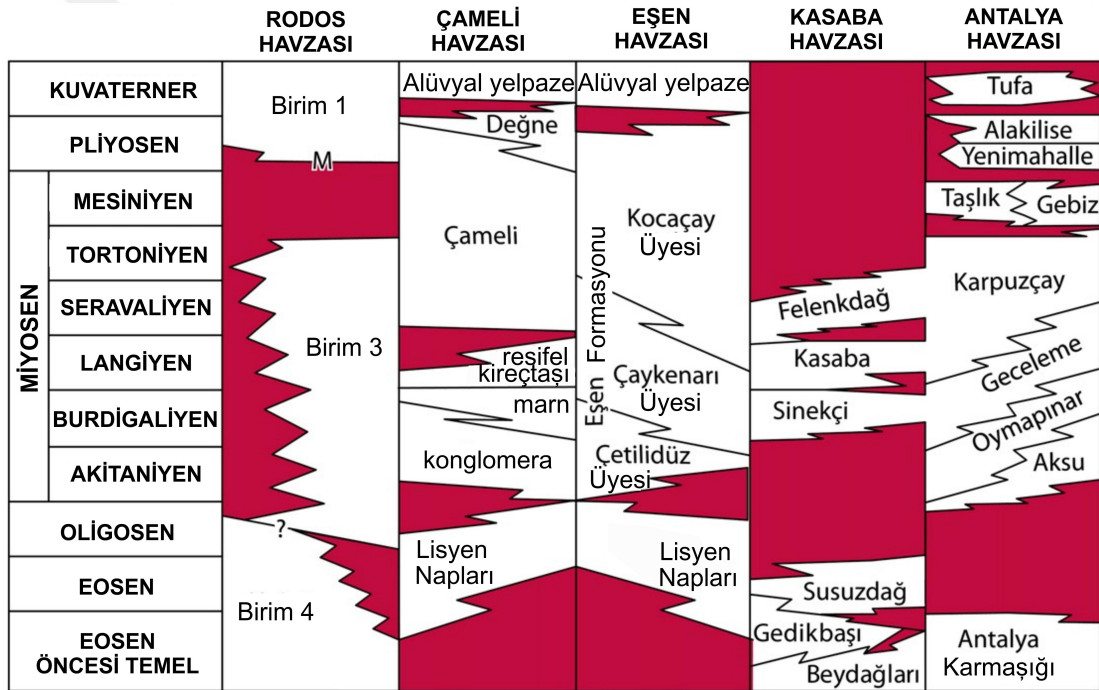 RODOS HAVZASI
ÇAMELİ HAVZASI
EŞEN HAVZASI
KASABA HAVZASI
ANTALYA HAVZASI
KUVATERNER
PLİYOSEN
MİYOSEN
MESİNİYEN
TORTONİYEN
SERAVALİYEN
LANGİYEN
BURDİGALİYEN
AKİTANİYEN
OLİGOSEN
EOSEN
EOSEN
ÖNCESİ TEMEL
Birim 1
M
Birim 3
?
Birim 4
Alüvyal yelpaze
Değne
Çameli
reşifel
kireçtaşı
marn
konglomera
Lisyen
Napları
Alüvyal yelpaze
Eşen Formasyonu
Kocaçay
Üyesi
Çaykenarı
Üyesi
Çetilidüz
Üyesi
Lisyen
Napları
Felenkdağ
Kasaba
Sinekçi
Susuzdağ
Gedikbaşı
Beydağları
Tufa
Alakilise
Yenimahalle
Taşlık
Gebiz
Karpuzçay
Geceleme
Oymapınar
Aksu
Antalya
Karmaşığı